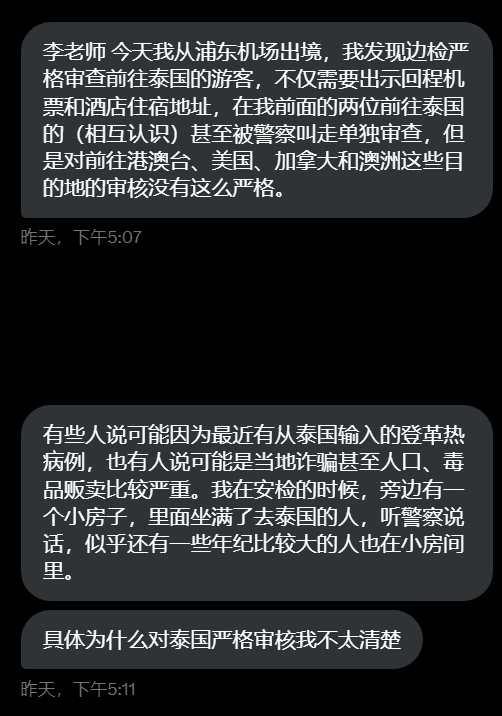 李老师 今天我从浦东机场出境，我发现边检严
格审查前往泰国的游客，不仅需要出示回程机
票和酒店住宿地址，在我前面的两位前往泰国
的（相互认识）甚至被警察叫走单独审查，但
是对前往港澳台、美国、加拿大和澳洲这些目
的地的审核没有这么严格。
昨天，下午5:07
有些人说可能因为最近有从泰国输入的登革热
病例，也有人说可能是当地诈骗甚至人口、毒
品贩卖比较严重。我在安检的时候，旁边有一
个小房子，里面坐满了去泰国的人，听警察说
话，似乎还有一些年纪比较大的人也在小房间
里。
具体为什么对泰国严格审核我不太清楚
昨天，下午5:11